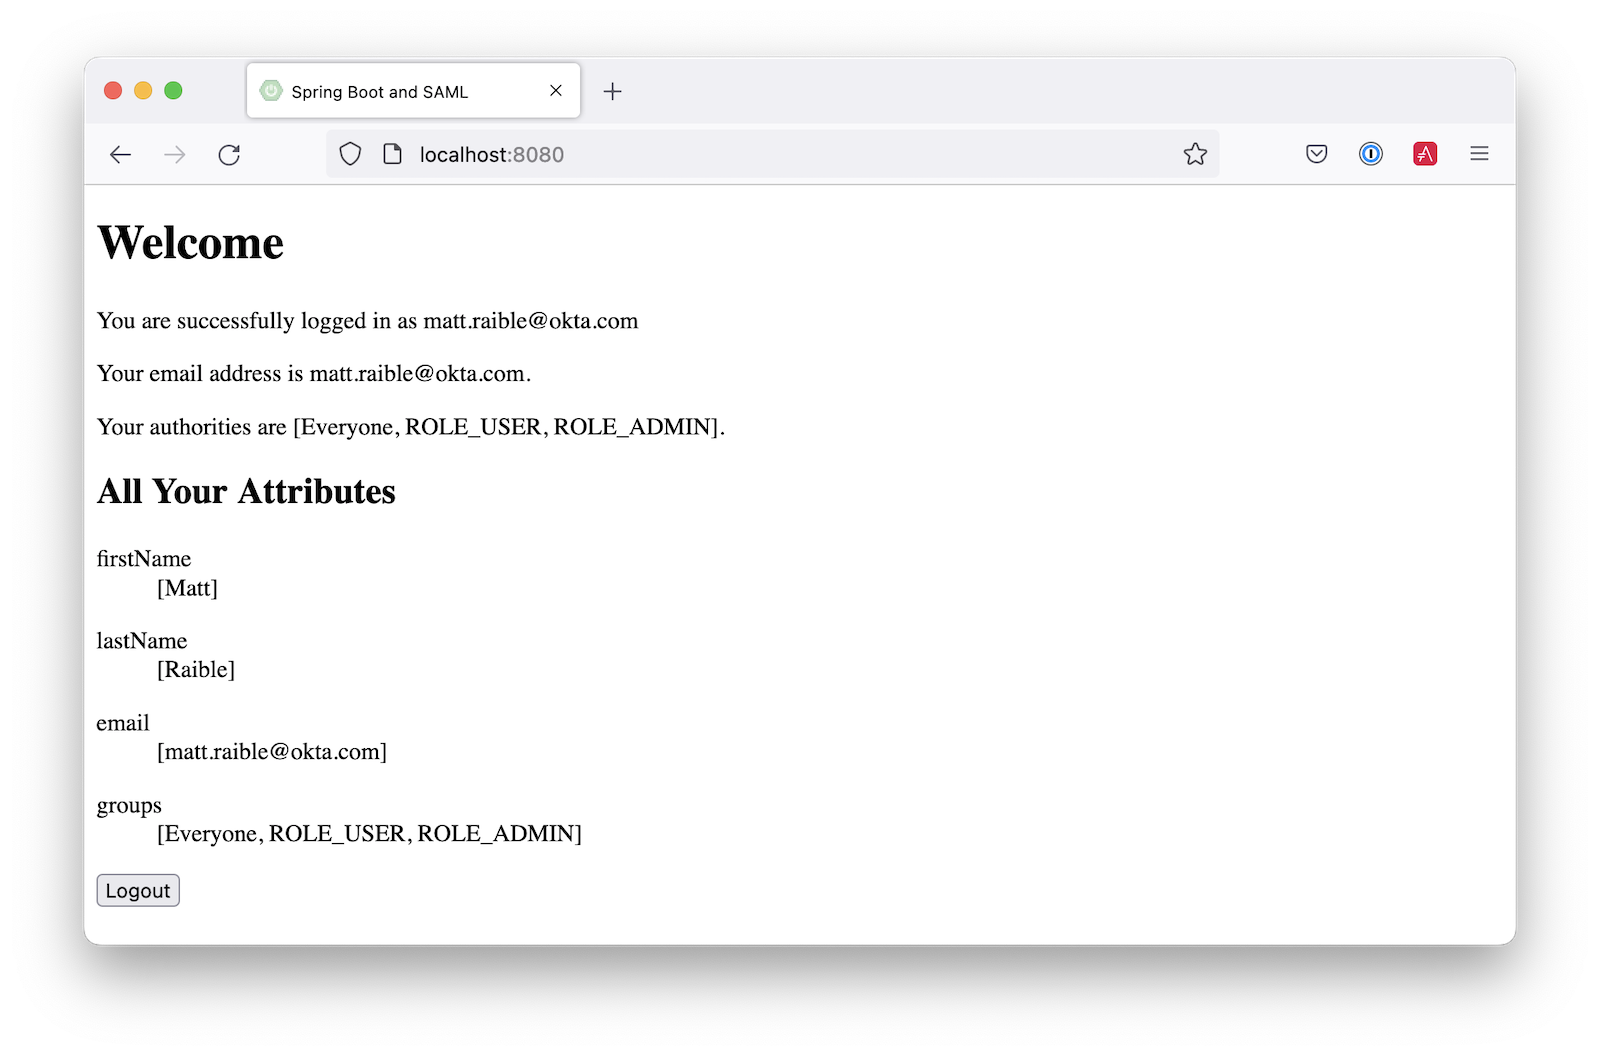 Spring Boot and SAML
localhost:8080
Welcome
You are successfully logged in as matt.raible@okta.com
Your email address is matt.raible@okta.com.
Your authorities are [Everyone, ROLE_USER, ROLE_ADMIN].
All Your Attributes
firstName
[Matt]
lastName
[Raible]
email
[matt.raible@okta.com]
groups
[Everyone, ROLE_USER, ROLE_ADMIN]
Logout